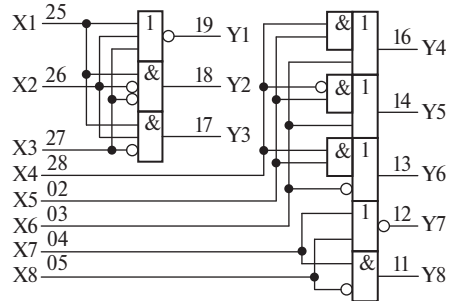 X1 25 1 19 Y1 & 16 Y4
1
X2 26 & 18 Y2 & 1 14 Y5
X3 27 & 17 Y3
X4 28 & 1 13 Y6
X5 02
X6 03 1 12 Y7
X7 04
X8 05 & 11 Y8